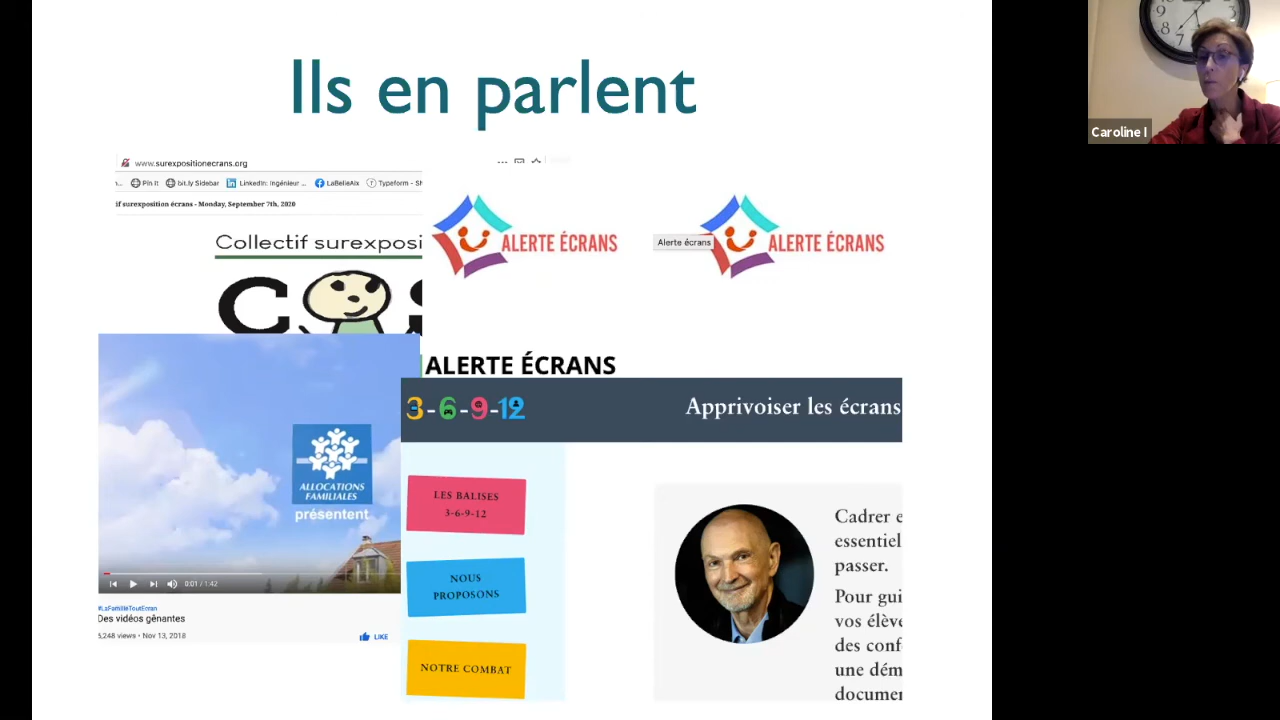 Ils en parlent
Caroline I
www.surexpositionecrans.org
Pin It
bit.ly Sidebar
LinkedIn: Ingénieur ...
LaBelleAix
Typeform - Sh
if surexposition écrans - Monday, September 7th, 2020
Collectif surexposi
ALERTE ÉCRANS
Alerte écrans
ALERTE ÉCRANS
ALERTE ÉCRANS
3-6-9-12
Apprivoiser les écrans
ALLOCATIONS
FAMILIALES
présentent
0:01 / 1:42
#LaFamilleToutEcran
Des vidéos gênantes
5,248 views • Nov 13, 2018
LIKE
LES BALISES
3-6-9-12
NOUS
PROPOSONS
NOTRE COMBAT
Cadrer e
essentiel
passer.
Pour gui
vos élève
des conf
une dém
documen